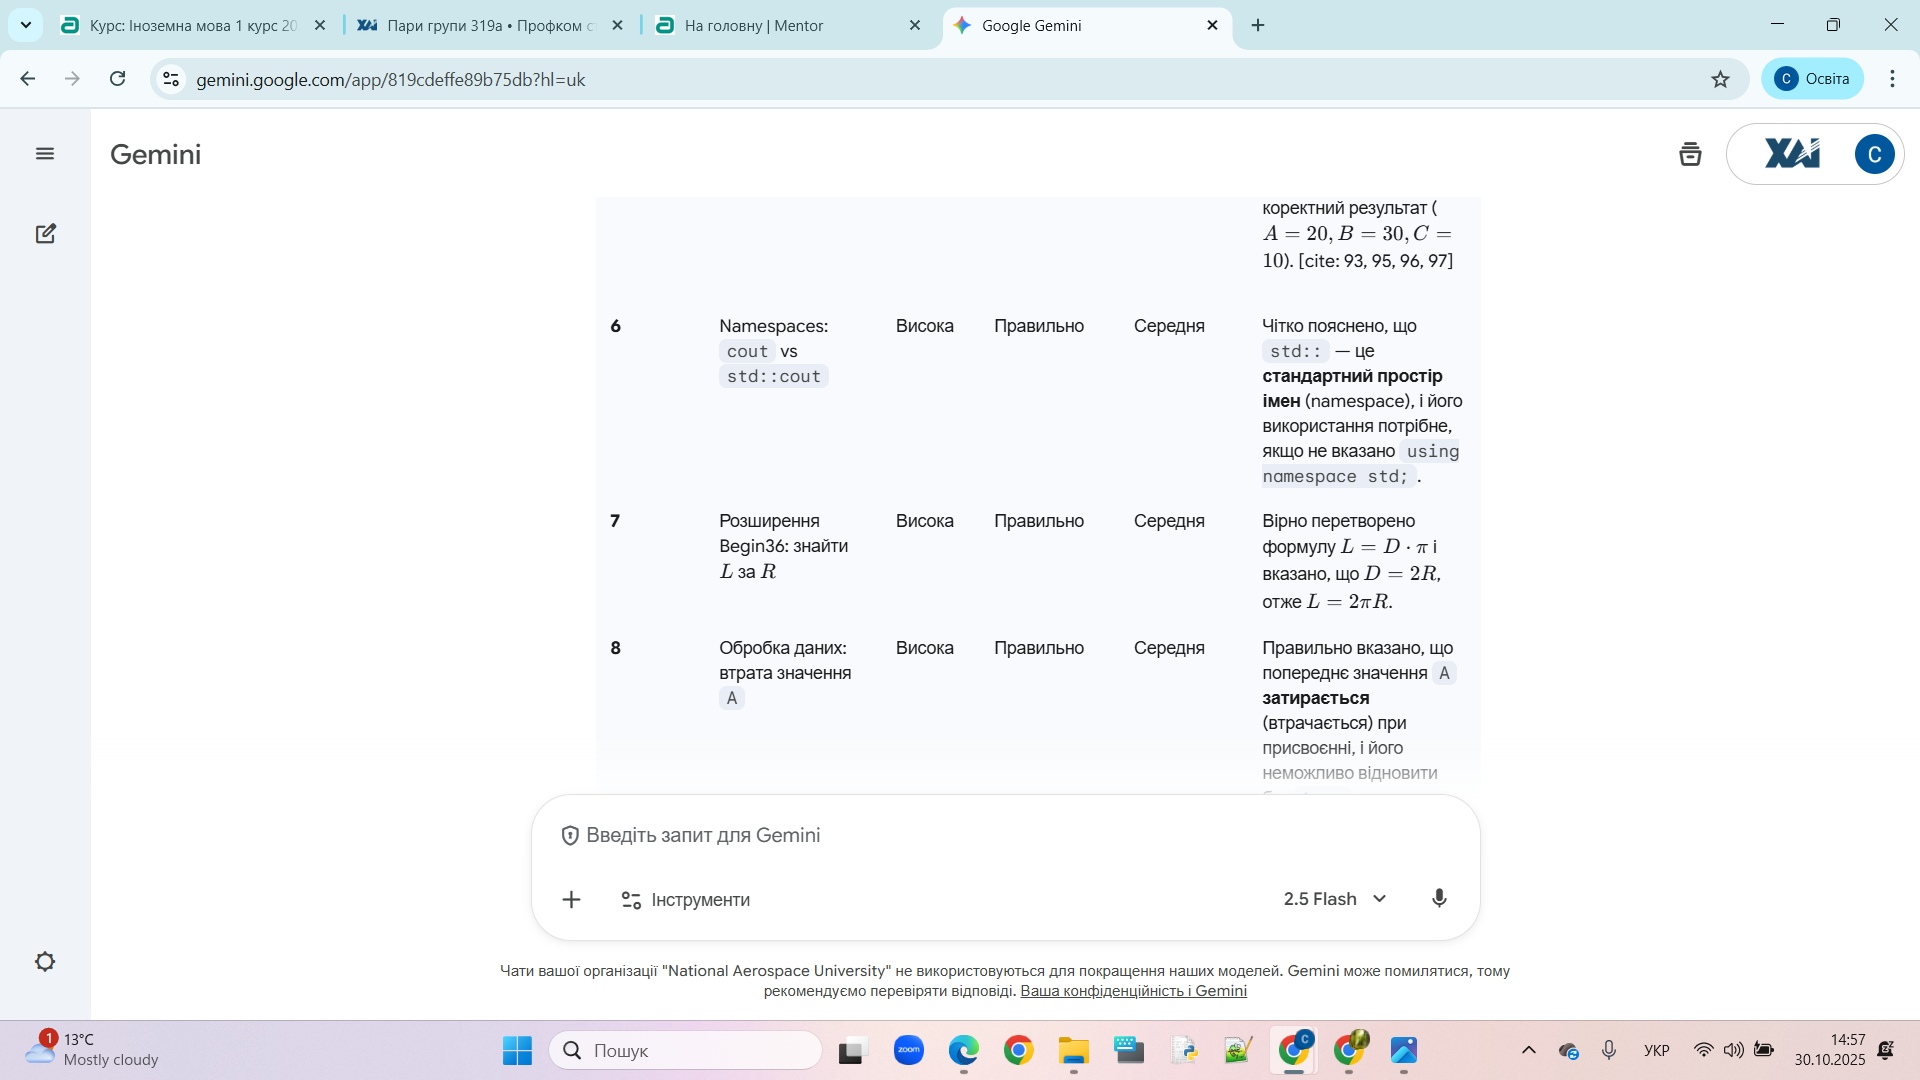 Курс: Іноземна мова 1 курс 20
Пари групи 319а • Профком ст
На головну | Mentor
Google Gemini
gemini.google.com/app/819cdeffe89b75db?hl=uk
С Освіта
Gemini
XAI
С
коректний результат (
A = 20, B = 30, C =
10). [cite: 93, 95, 96, 97]
6 Namespaces: Висока Правильно Середня Чітко пояснено, що
cout vs std:: — це
std::cout стандартний простір
імен (namespace), і його
використання потрібне,
якщо не вказано using
namespace std; .
7 Розширення Висока Правильно Середня Вірно перетворено
Begin36: знайти формулу L = D · π і
L за R вказано, що D = 2R,
отже L = 2πR.
8 Обробка даних: Висока Правильно Середня Правильно вказано, що
втрата значення попереднє значення A
A затирається
(втрачається) при
присвоєнні, і його
неможливо відновити
Введіть запит для Gemini
Інструменти
2.5 Flash
Чати вашої організації "National Aerospace University" не використовуються для покращення наших моделей. Gemini може помилятися, тому
рекомендуємо перевіряти відповіді. Ваша конфіденційність і Gemini
1
13°C
Mostly cloudy
Пошук
zoom
C
УКР
14:57
30.10.2025